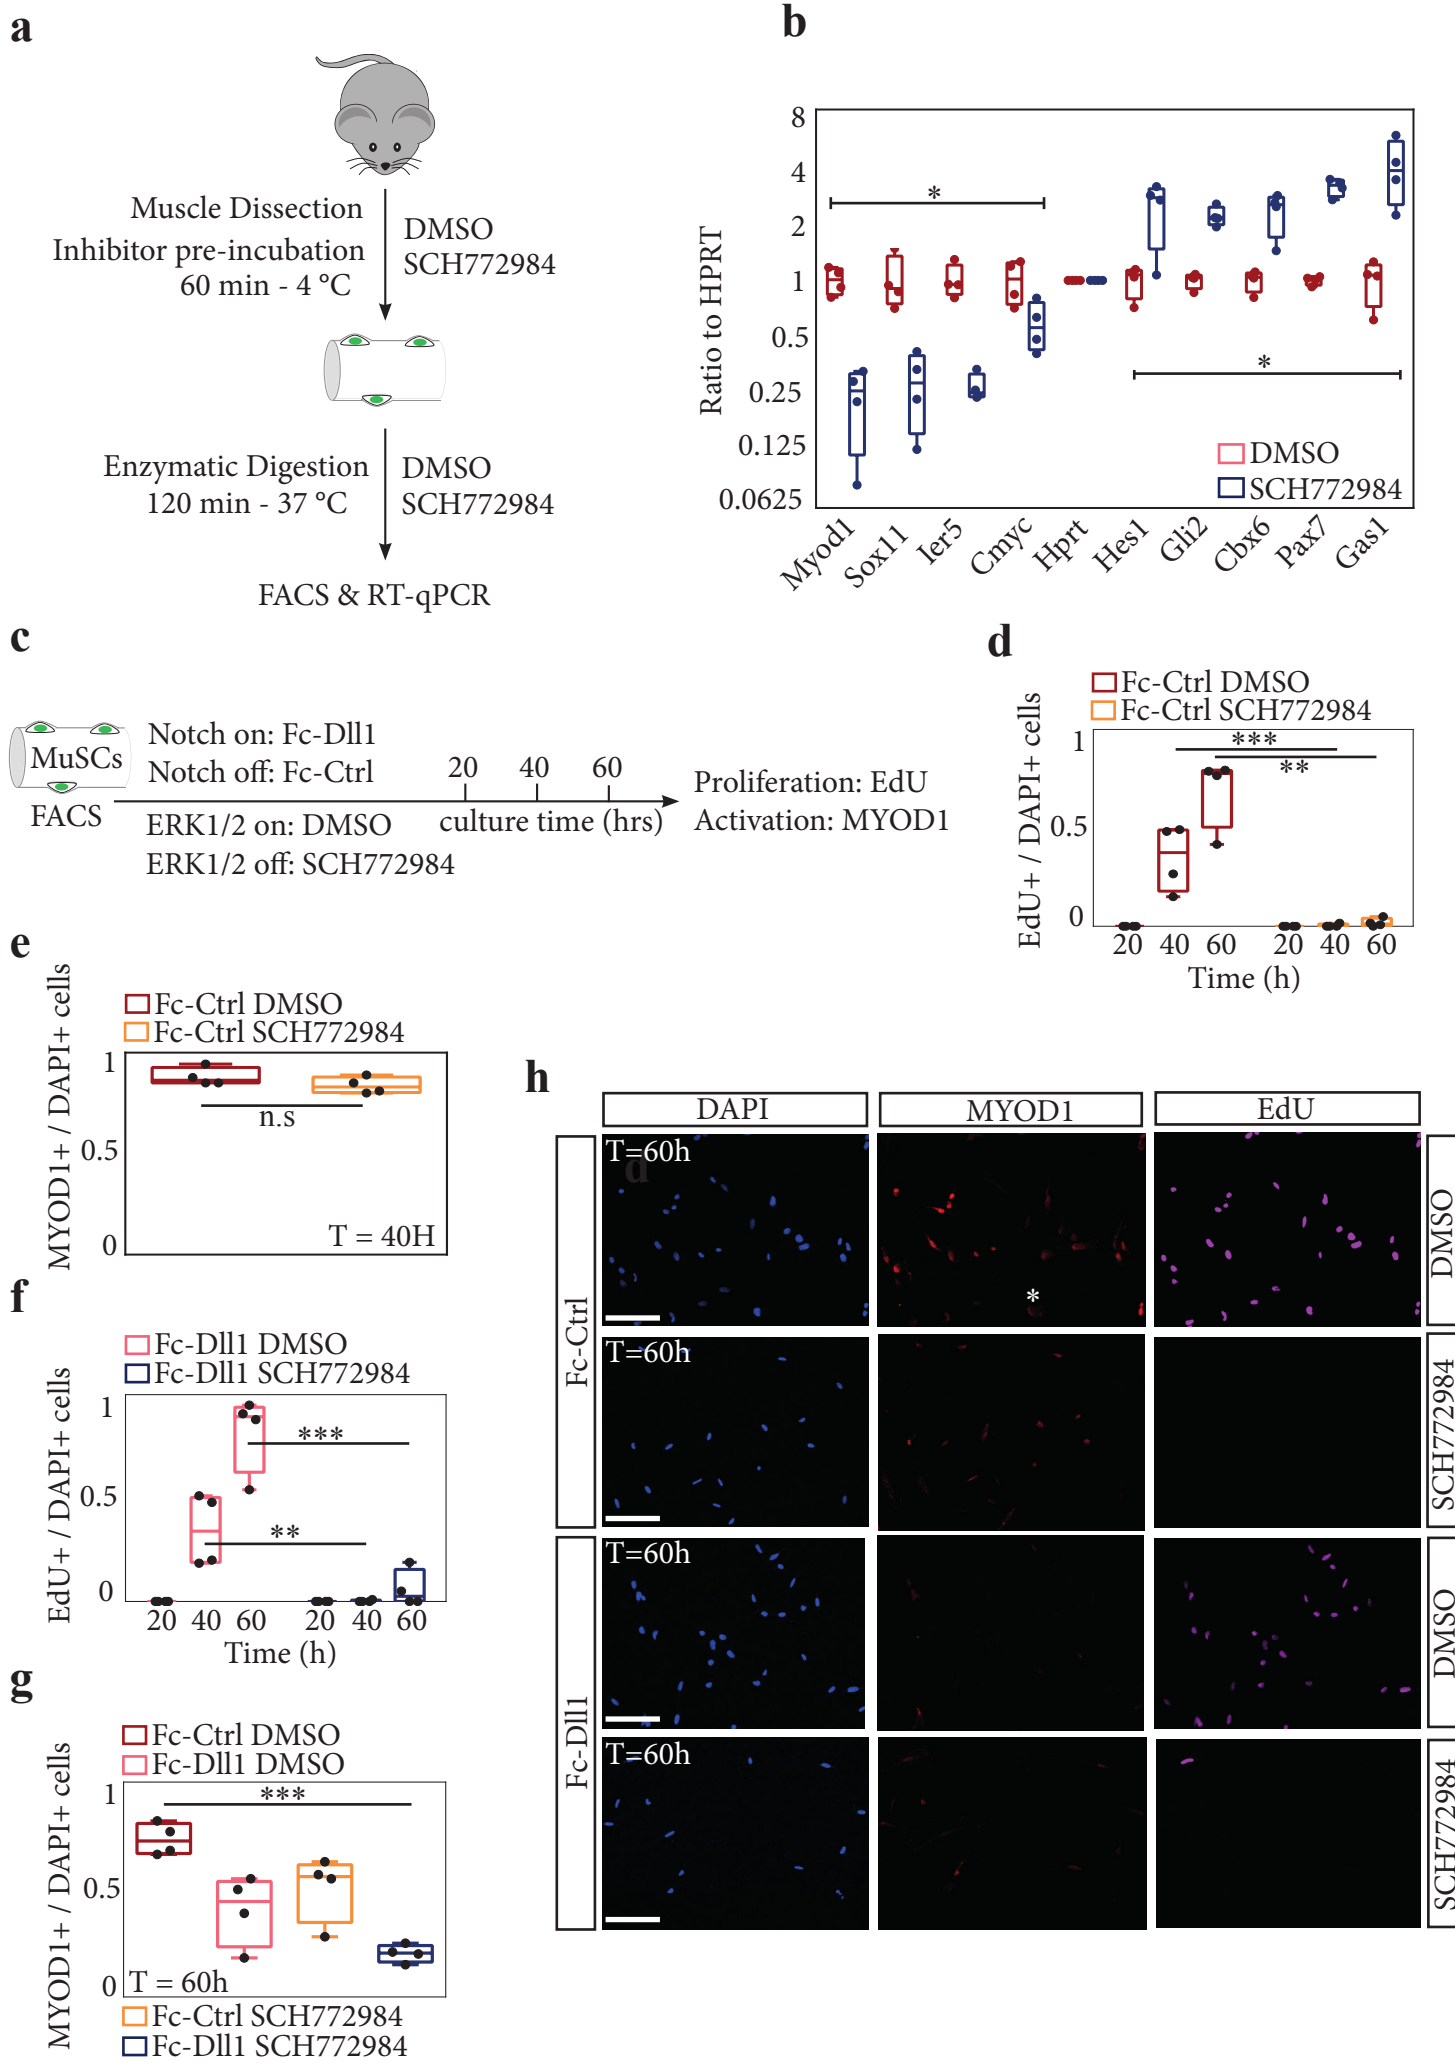 a
Muscle Dissection
Inhibitor pre-incubation
60 min - 4 °C
DMSO
SCH772984
Enzymatic Digestion
120 min - 37 °C
DMSO
SCH772984
FACS & RT-qPCR
b
Ratio to HPRT
8
4
2
1
0.5
0.25
0.125
0.0625
*
*
DMSO
SCH772984
Myod1
Sox11
Ier5
Cmyc
Hprt
Hes1
Gli2
Cbx6
Pax7
Gas1
c
MuSCs
FACS
Notch on: Fc-Dll1
Notch off: Fc-Ctrl
ERK1/2 on: DMSO
ERK1/2 off: SCH772984
20 40 60
culture time (hrs)
Proliferation: EdU
Activation: MYOD1
d
Fc-Ctrl DMSO
Fc-Ctrl SCH772984
EdU+ / DAPI+ cells
1
0.5
0
***
**
20 40 60 20 40 60
Time (h)
e
Fc-Ctrl DMSO
Fc-Ctrl SCH772984
MYOD1+ / DAPI+ cells
1
0.5
0
n.s
T = 40H
f
Fc-Dll1 DMSO
Fc-Dll1 SCH772984
EdU+ / DAPI+ cells
1
0.5
0
***
**
20 40 60 20 40 60
Time (h)
g
Fc-Ctrl DMSO
Fc-Dll1 DMSO
MYOD1+ / DAPI+ cells
1
0.5
0
***
T = 60h
Fc-Ctrl SCH772984
Fc-Dll1 SCH772984
h
DAPI MYOD1 EdU
Fc-Ctrl
T=60h
d
*
DMSO
T=60h
SCH772984
Fc-Dll1
T=60h
DMSO
T=60h
SCH772984